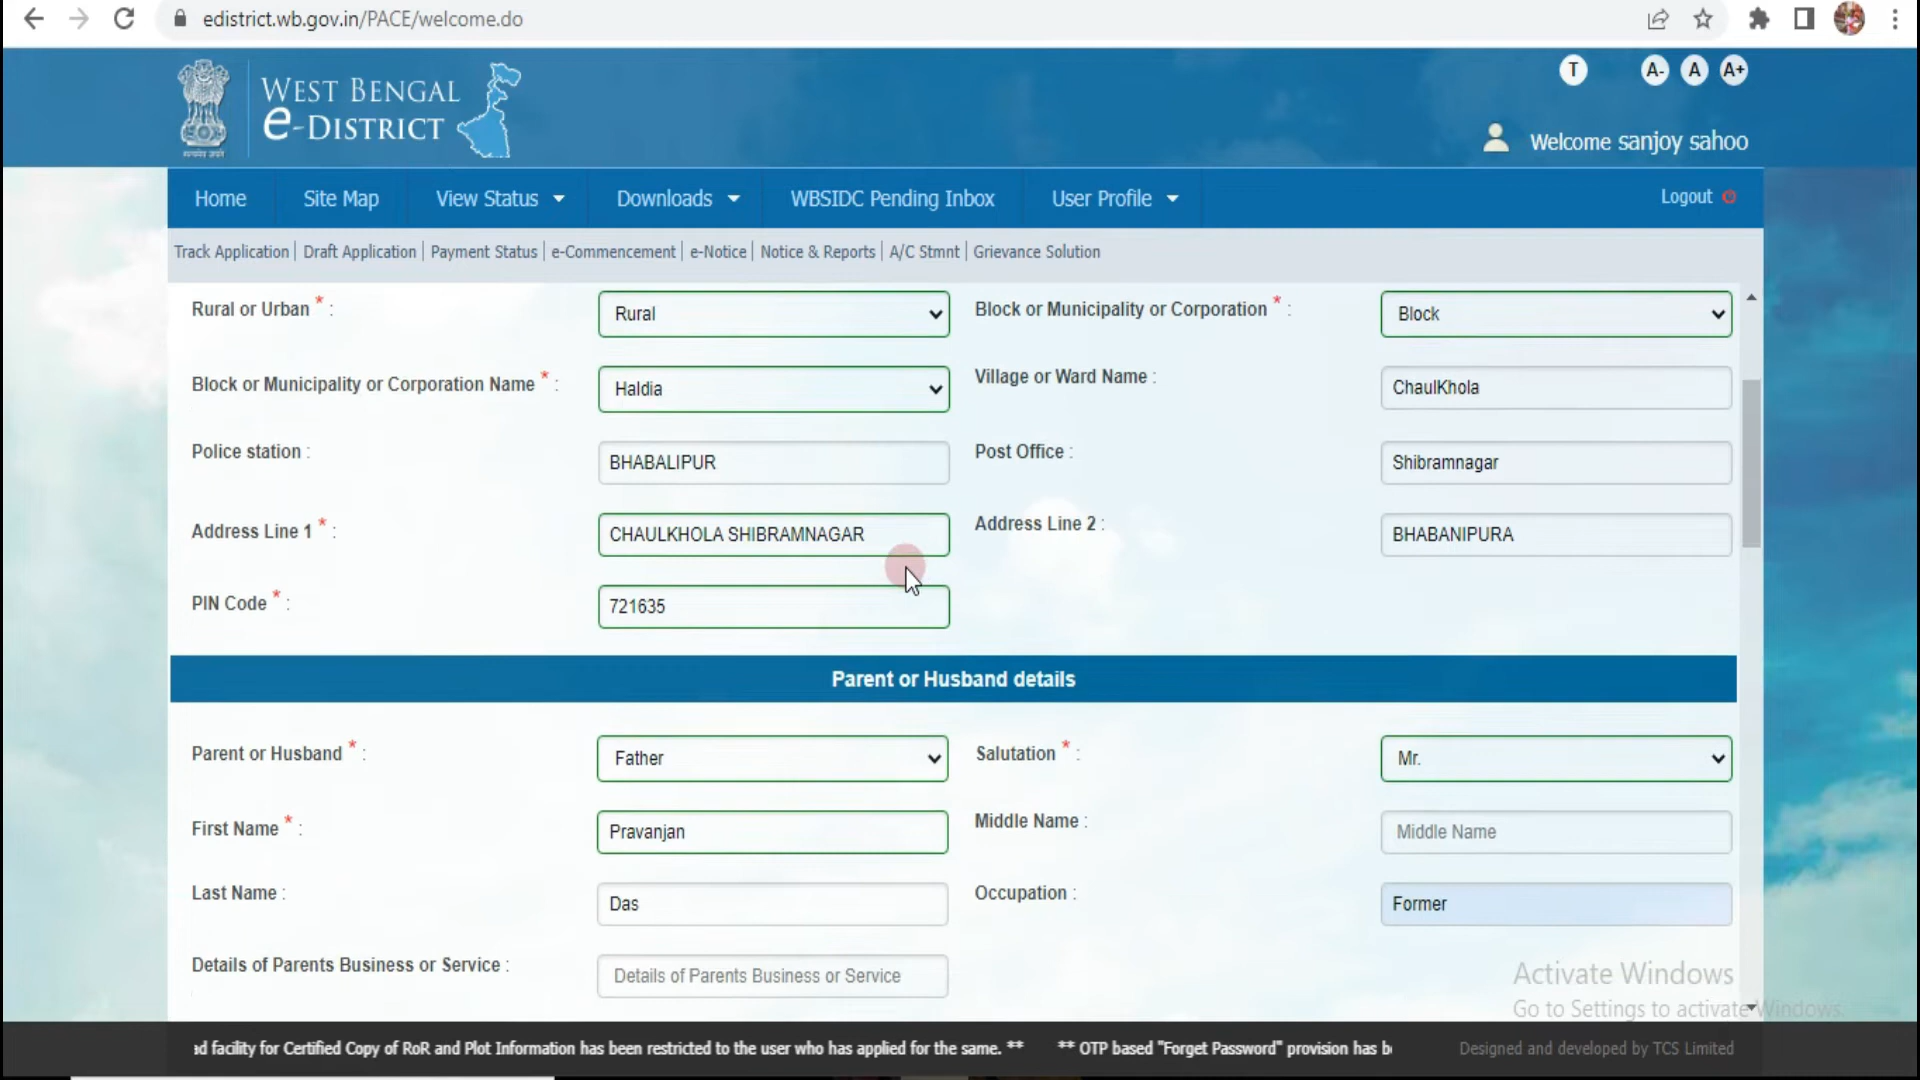 edistrict.wb.gov.in/PACE/welcome.do
T A- A A+
WEST BENGAL
e-DISTRICT
Welcome sanjoy sahoo
Home Site Map View Status Downloads WBSIDC Pending Inbox User Profile Logout
Track Application | Draft Application | Payment Status | e-Commencement | e-Notice | Notice & Reports | A/C Stmnt | Grievance Solution
Rural or Urban * : Rural Block or Municipality or Corporation * : Block
Block or Municipality or Corporation Name * : Haldia Village or Ward Name : ChaulKhola
Police station : BHABALIPUR Post Office : Shibramnagar
Address Line 1 * : CHAULKHOLA SHIBRAMNAGAR Address Line 2 : BHABANIPURA
PIN Code * : 721635
Parent or Husband details
Parent or Husband * : Father Salutation * : Mr.
First Name * : Pravanjan Middle Name : Middle Name
Last Name : Das Occupation : Former
Details of Parents Business or Service : Details of Parents Business or Service
Activate Windows
Go to Settings to activate Windows.
ad facility for Certified Copy of RoR and Plot Information has been restricted to the user who has applied for the same. ** ** OTP based "Forget Password" provision has be Designed and developed by TCS Limited